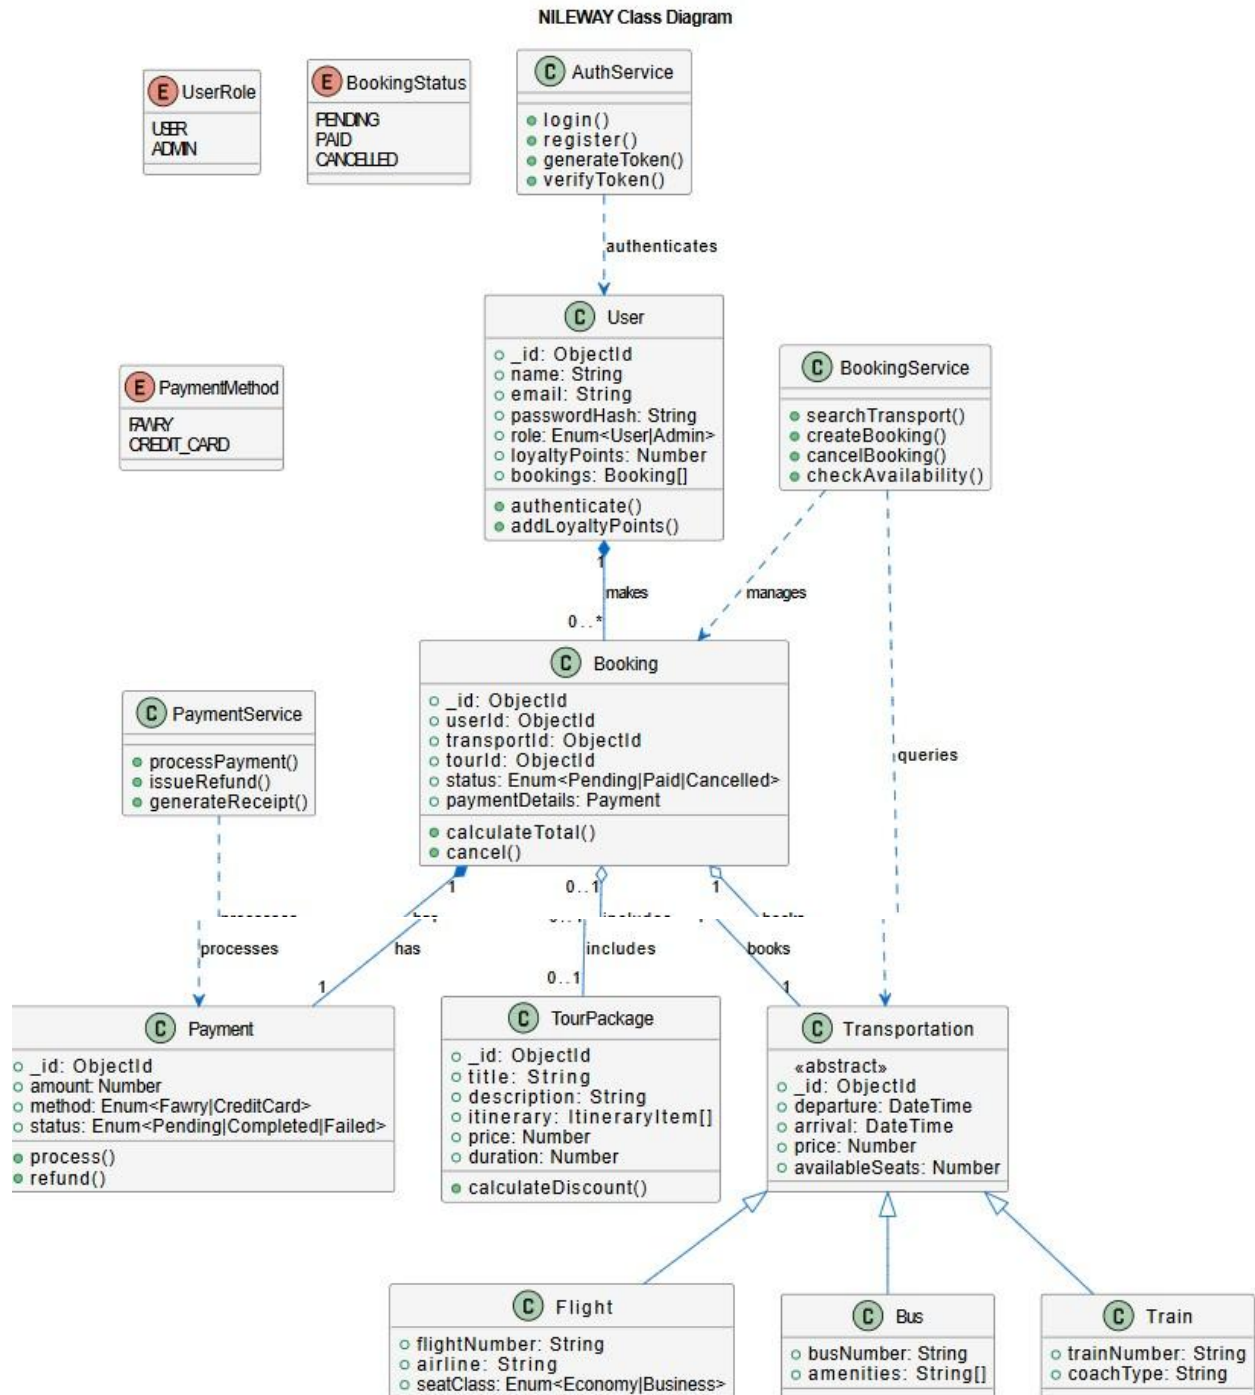 NILEWAY Class Diagram
E UserRole
USER
ADMIN
E BookingStatus
PENDING
PAID
CANCELLED
C AuthService
login()
register()
generateToken()
verifyToken()
authenticates
C User
_id: ObjectId
name: String
email: String
passwordHash: String
role: Enum<User|Admin>
loyaltyPoints: Number
bookings: Booking[]
authenticate()
addLoyaltyPoints()
E PaymentMethod
FAWRY
CREDIT_CARD
C BookingService
searchTransport()
createBooking()
cancelBooking()
checkAvailability()
1
makes
0..*
manages
queries
C Booking
_id: ObjectId
userId: ObjectId
transportId: ObjectId
tourId: ObjectId
status: Enum<Pending|Paid|Cancelled>
paymentDetails: Payment
calculateTotal()
cancel()
C PaymentService
processPayment()
issueRefund()
generateReceipt()
1
0..1
1
processes
has
includes
books
1
0..1
1
C Payment
_id: ObjectId
amount: Number
method: Enum<Fawry|CreditCard>
status: Enum<Pending|Completed|Failed>
process()
refund()
C TourPackage
_id: ObjectId
title: String
description: String
itinerary: ItineraryItem[]
price: Number
duration: Number
calculateDiscount()
C Transportation
«abstract»
_id: ObjectId
departure: DateTime
arrival: DateTime
price: Number
availableSeats: Number
C Flight
flightNumber: String
airline: String
seatClass: Enum<Economy|Business>
C Bus
busNumber: String
amenities: String[]
C Train
trainNumber: String
coachType: String